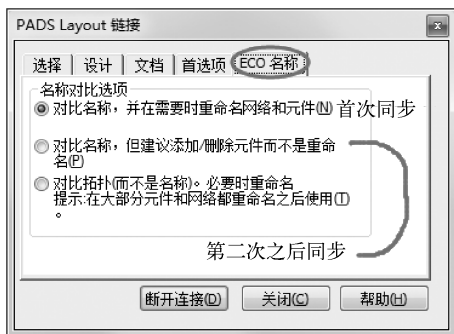 PADS Layout 链接
x
选择 设计 文档 首选项 ECO 名称
名称对比选项
对比名称，并在需要时重命名网络和元件(N) 首次同步
对比名称，但建议添加/删除元件而不是重命
名(P)
对比拓扑(而不是名称)。必要时重命名
提示:在大部分元件和网络都重命名之后使用(T)
。
第二次之后同步
断开连接(D) 关闭(C) 帮助(H)